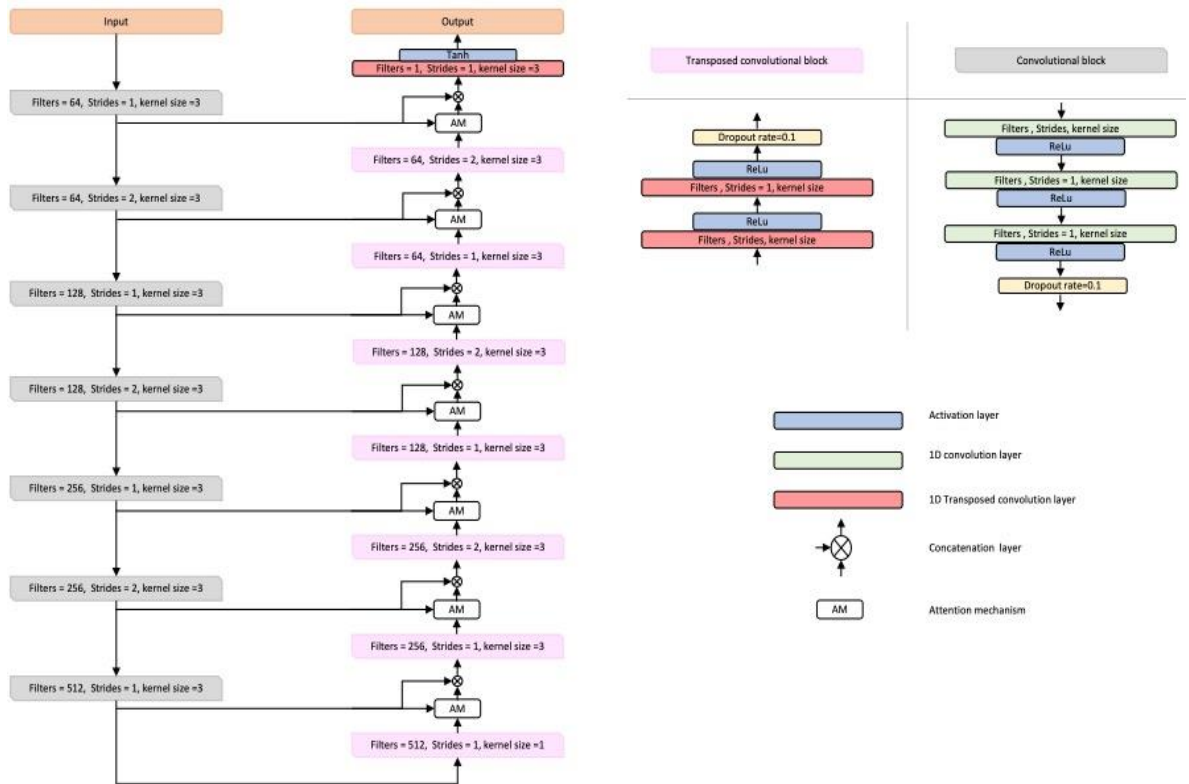 Input
Filters = 64,  Strides = 1, kernel size =3
Filters = 64,  Strides = 2, kernel size =3
Filters = 128,  Strides = 1, kernel size =3
Filters = 128,  Strides = 2, kernel size =3
Filters = 256,  Strides = 1, kernel size =3
Filters = 256,  Strides = 2, kernel size =3
Filters = 512,  Strides = 1, kernel size =3
Output
Tanh
Filters = 1,  Strides = 1, kernel size =3
AM
Filters = 64,  Strides = 2, kernel size =3
AM
Filters = 64,  Strides = 1, kernel size =3
AM
Filters = 128,  Strides = 2, kernel size =3
AM
Filters = 128,  Strides = 1, kernel size =3
AM
Filters = 256,  Strides = 2, kernel size =3
AM
Filters = 256,  Strides = 1, kernel size =3
AM
Filters = 512,  Strides = 1, kernel size =1
Transposed convolutional block
Dropout rate=0.1
ReLu
Filters , Strides = 1, kernel size
ReLu
Filters , Strides, kernel size
Convolutional block
Filters , Strides, kernel size
ReLu
Filters , Strides = 1, kernel size
ReLu
Filters , Strides = 1, kernel size
ReLu
Dropout rate=0.1
Activation layer
1D convolution layer
1D Transposed convolution layer
Concatenation  layer
AM
Attention mechanism